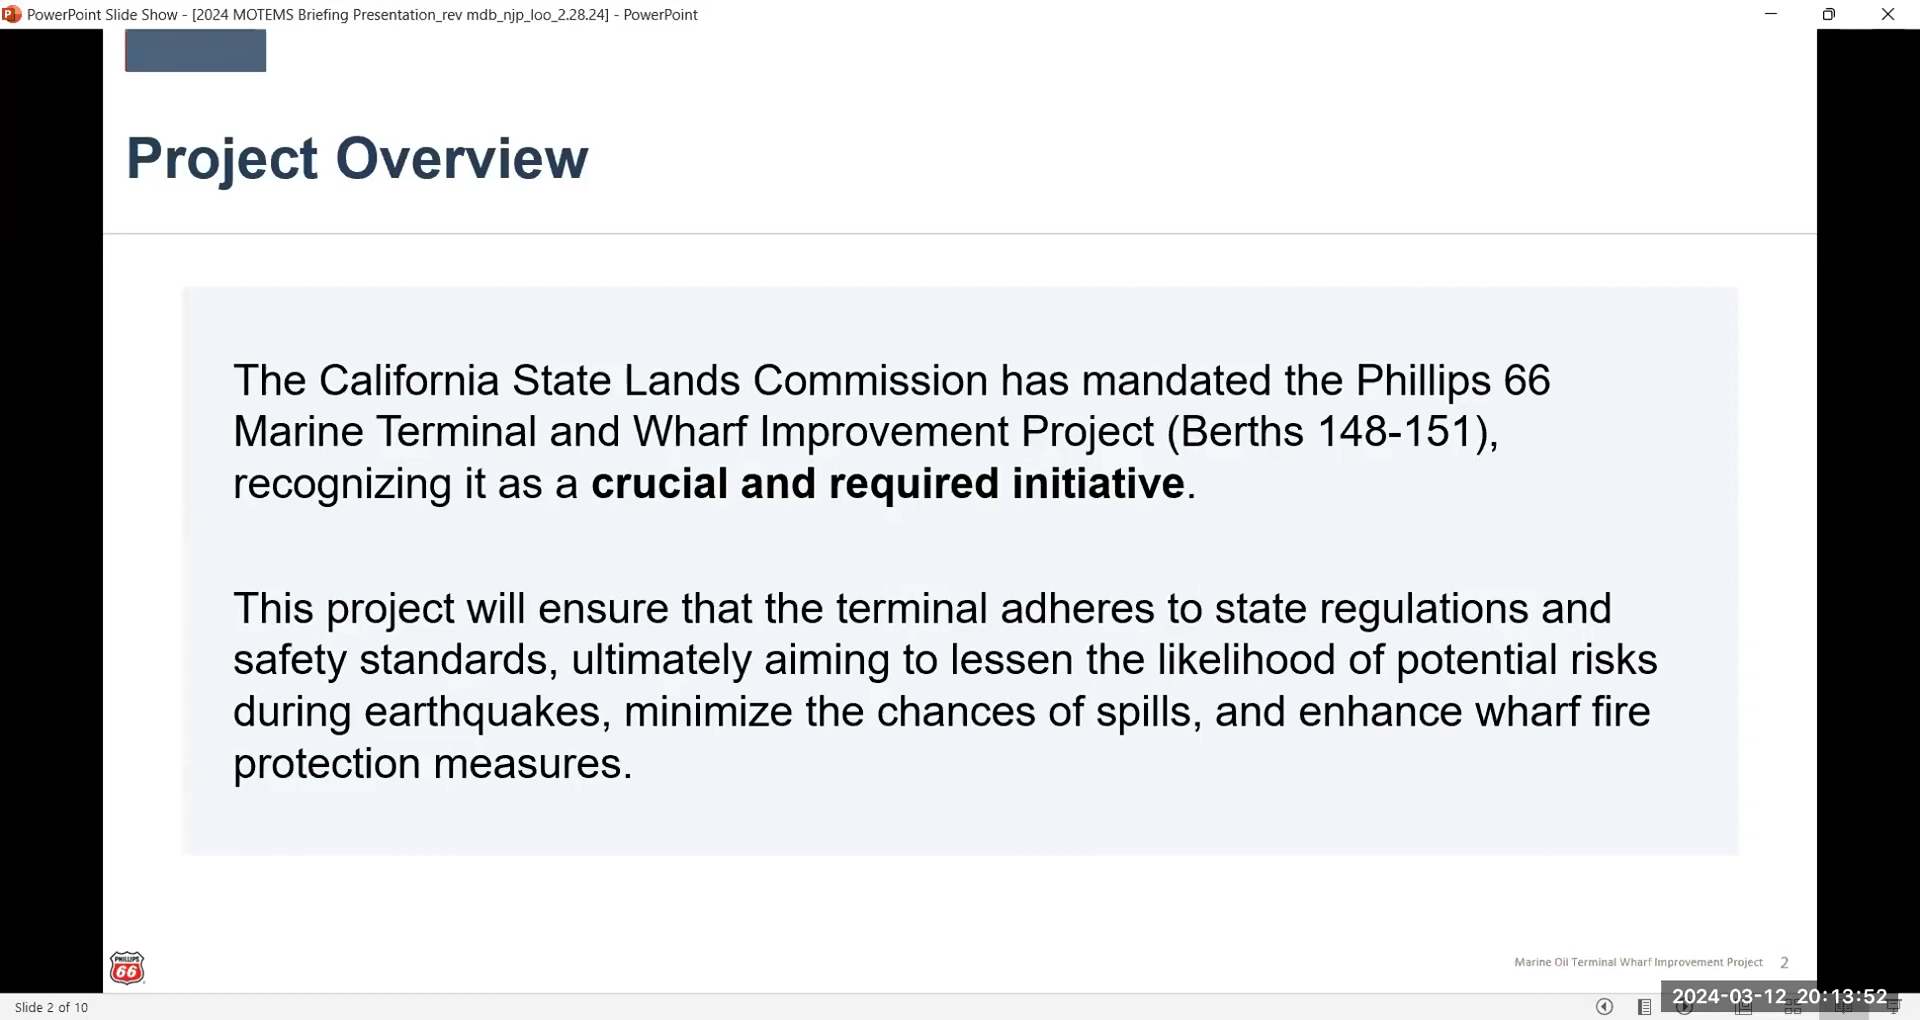 PowerPoint Slide Show - [2024 MOTEMS Briefing Presentation_rev mdb_njp_loo_2.28.24] - PowerPoint
Project Overview
The California State Lands Commission has mandated the Phillips 66
Marine Terminal and Wharf Improvement Project (Berths 148-151),
recognizing it as a crucial and required initiative.
This project will ensure that the terminal adheres to state regulations and
safety standards, ultimately aiming to lessen the likelihood of potential risks
during earthquakes, minimize the chances of spills, and enhance wharf fire
protection measures.
PHILLIPS
66
Marine Oil Terminal Wharf Improvement Project 2
Slide 2 of 10
2024-03-12 20:13:52